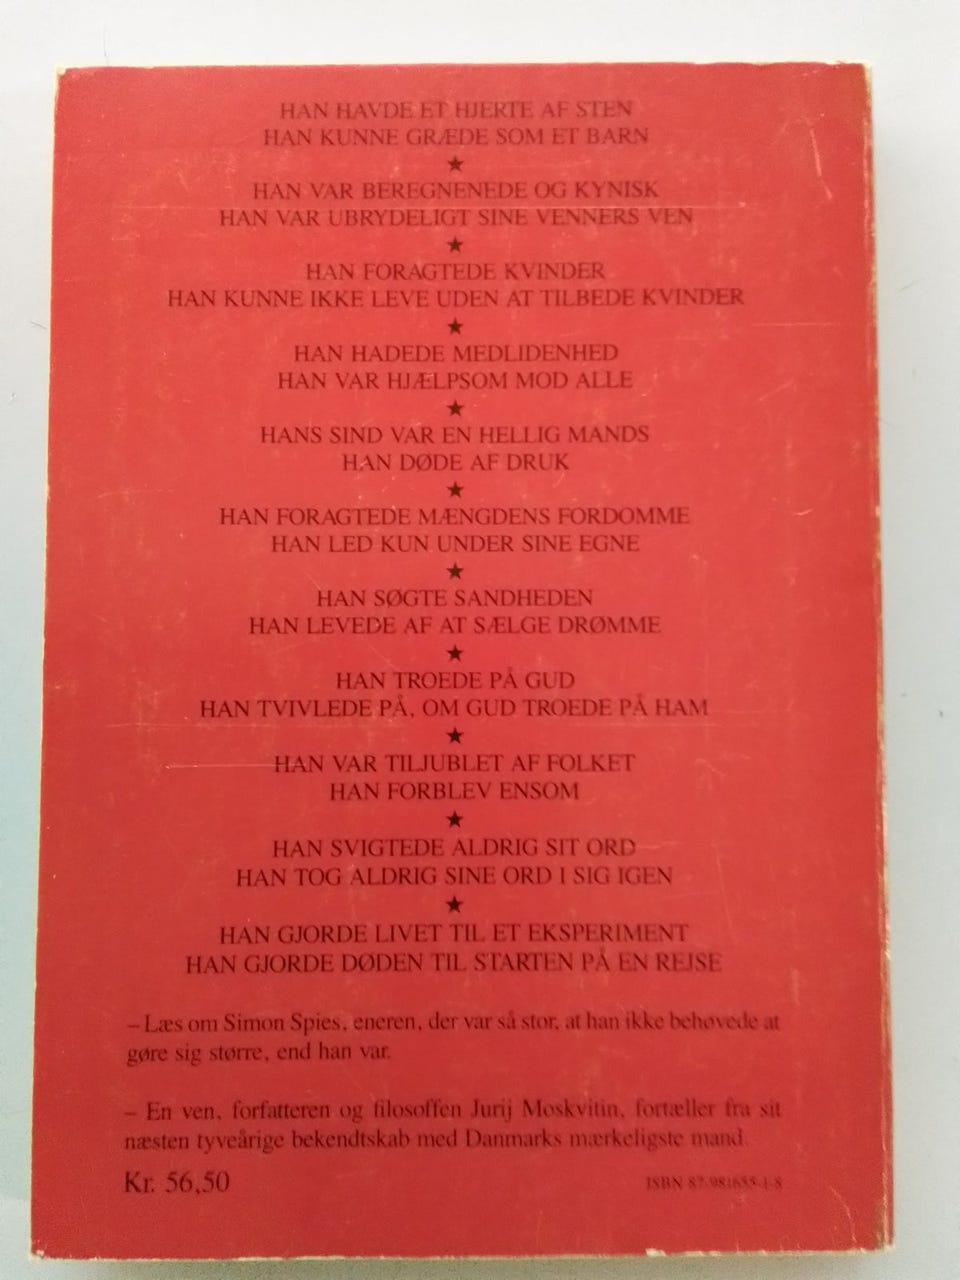 HAN HAVDE ET HJERTE AF STEN
HAN KUNNE GRÆDE SOM ET BARN
★
HAN VAR BEREGNENEDE OG KYNISK
HAN VAR UBRYDELIGT SINE VENNERS VEN
★
HAN FORAGTEDE KVINDER
HAN KUNNE IKKE LEVE UDEN AT TILBEDE KVINDER
★
HAN HADEDE MEDLIDENHED
HAN VAR HJÆLPSOM MOD ALLE
★
HANS SIND VAR EN HELLIG MANDS
HAN DØDE AF DRUK
★
HAN FORAGTEDE MÆNGDENS FORDOMME
HAN LED KUN UNDER SINE EGNE
★
HAN SØGTE SANDHEDEN
HAN LEVEDE AF AT SÆLGE DRØMME
★
HAN TROEDE PÅ GUD
HAN TVIVLEDE PÅ, OM GUD TROEDE PÅ HAM
★
HAN VAR TILJUBLET AF FOLKET
HAN FORBLEV ENSOM
★
HAN SVIGTEDE ALDRIG SIT ORD
HAN TOG ALDRIG SINE ORD I SIG IGEN
★
HAN GJORDE LIVET TIL ET EKSPERIMENT
HAN GJORDE DØDEN TIL STARTEN PÅ EN REJSE
– Læs om Simon Spies, eneren, der var så stor, at han ikke behøvede at
gøre sig større, end han var.
– En ven, forfatteren og filosoffen Jurij Moskvitin, fortæller fra sit
næsten tyveårige bekendtskab med Danmarks mærkeligste mand.
Kr. 56,50
ISBN 87-981655-1-8